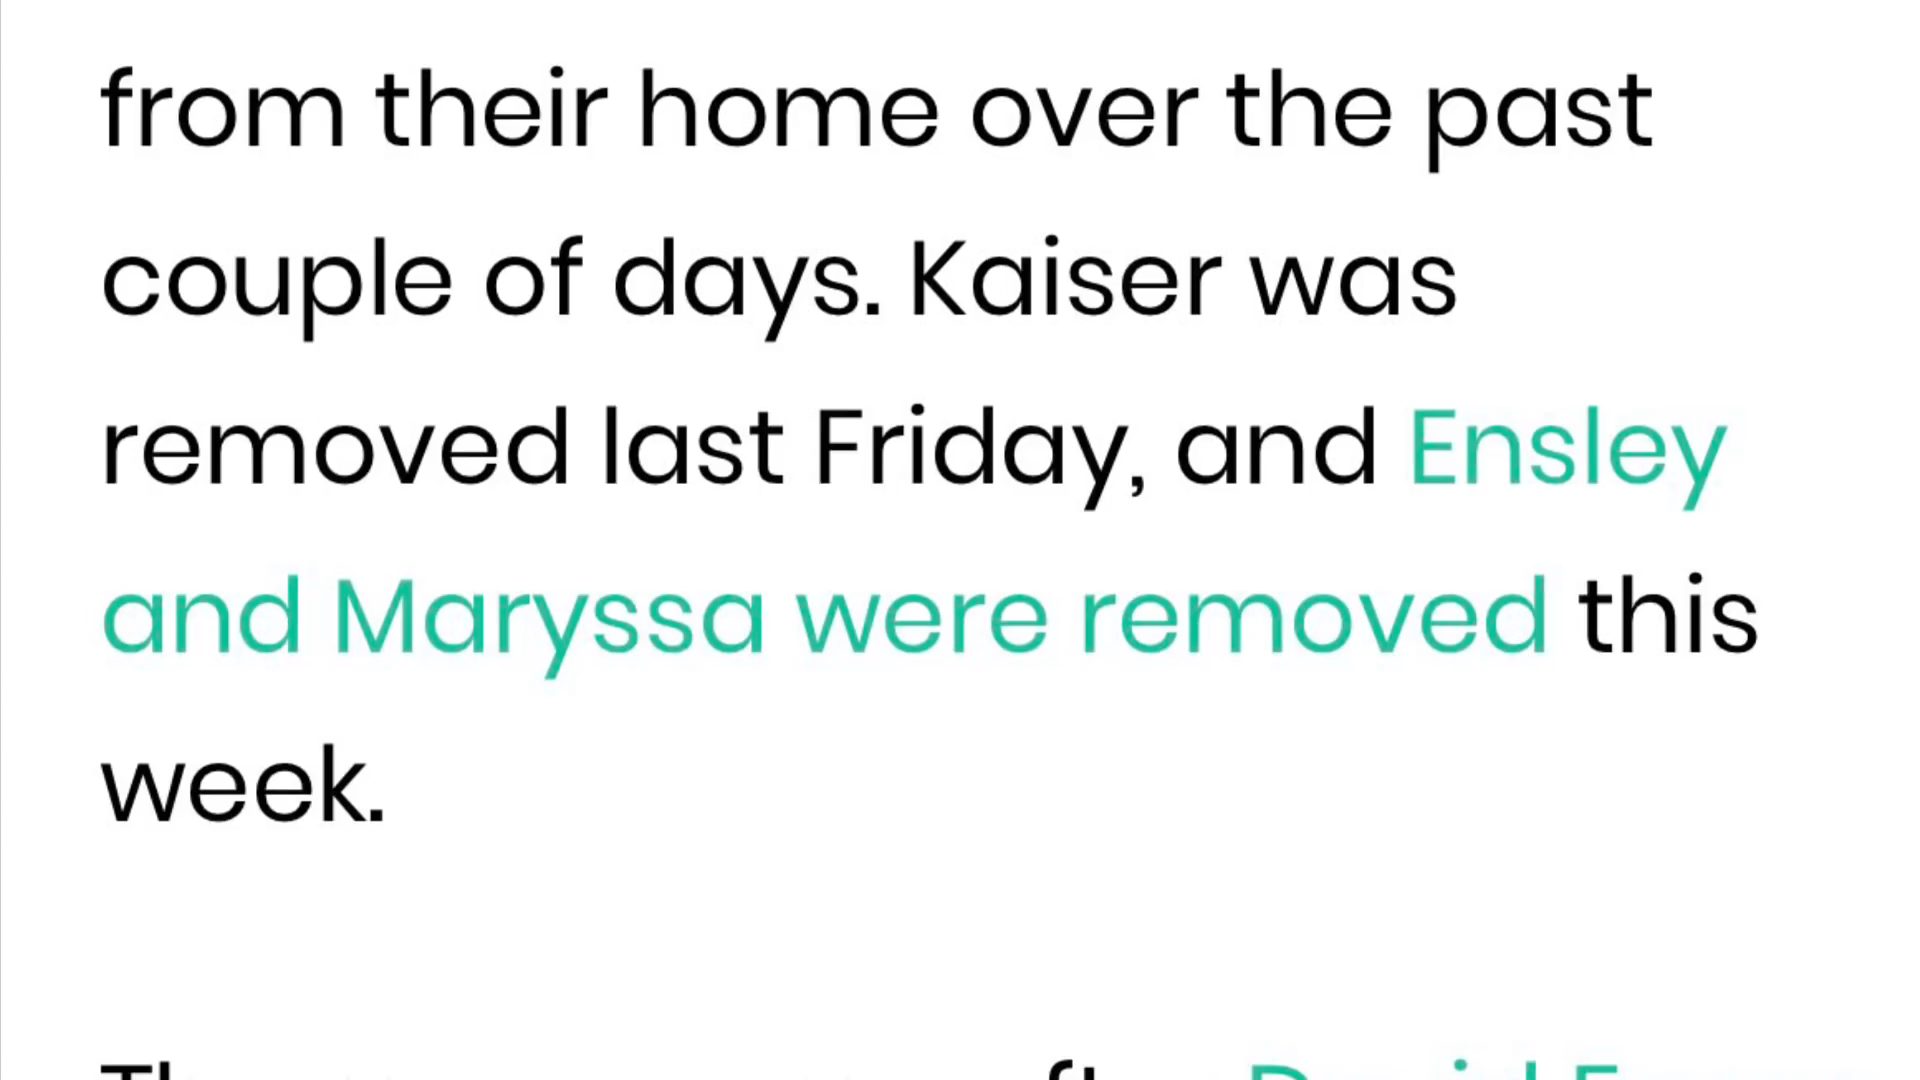 from their home over the past
couple of days. Kaiser was
removed last Friday, and Ensley
and Maryssa were removed this
week.